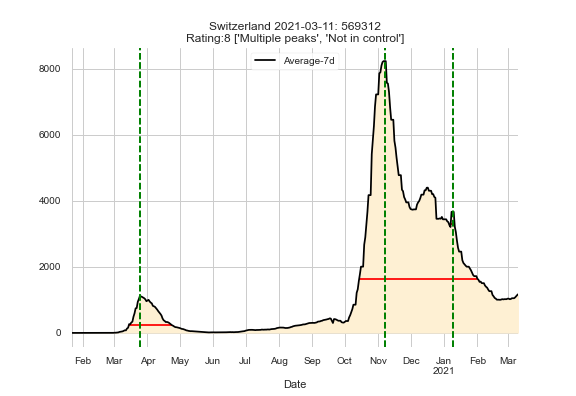 Switzerland 2021-03-11: 569312
Rating:8 ['Multiple peaks', 'Not in control']
Average-7d
8000
6000
4000
2000
0
Feb Mar Apr May Jun Jul Aug Sep Oct Nov Dec Jan Feb Mar
2021
Date